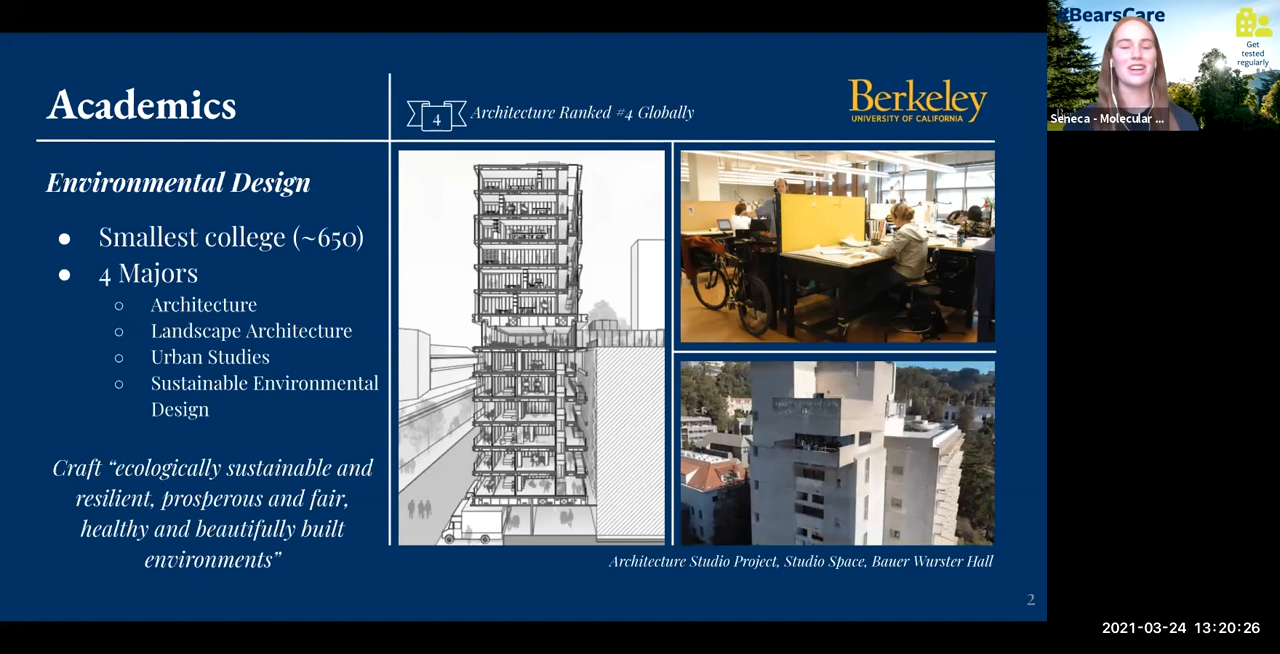 Academics
4
Architecture Ranked #4 Globally
Berkeley
UNIVERSITY OF CALIFORNIA
Environmental Design
● Smallest college (~650)
● 4 Majors
○ Architecture
○ Landscape Architecture
○ Urban Studies
○ Sustainable Environmental
Design
Craft “ecologically sustainable and
resilient, prosperous and fair,
healthy and beautifully built
environments”
Architecture Studio Project, Studio Space, Bauer Wurster Hall
2
#BearsCare
Get
tested
regularly
Seneca - Molecular ...
2021-03-24 13:20:26